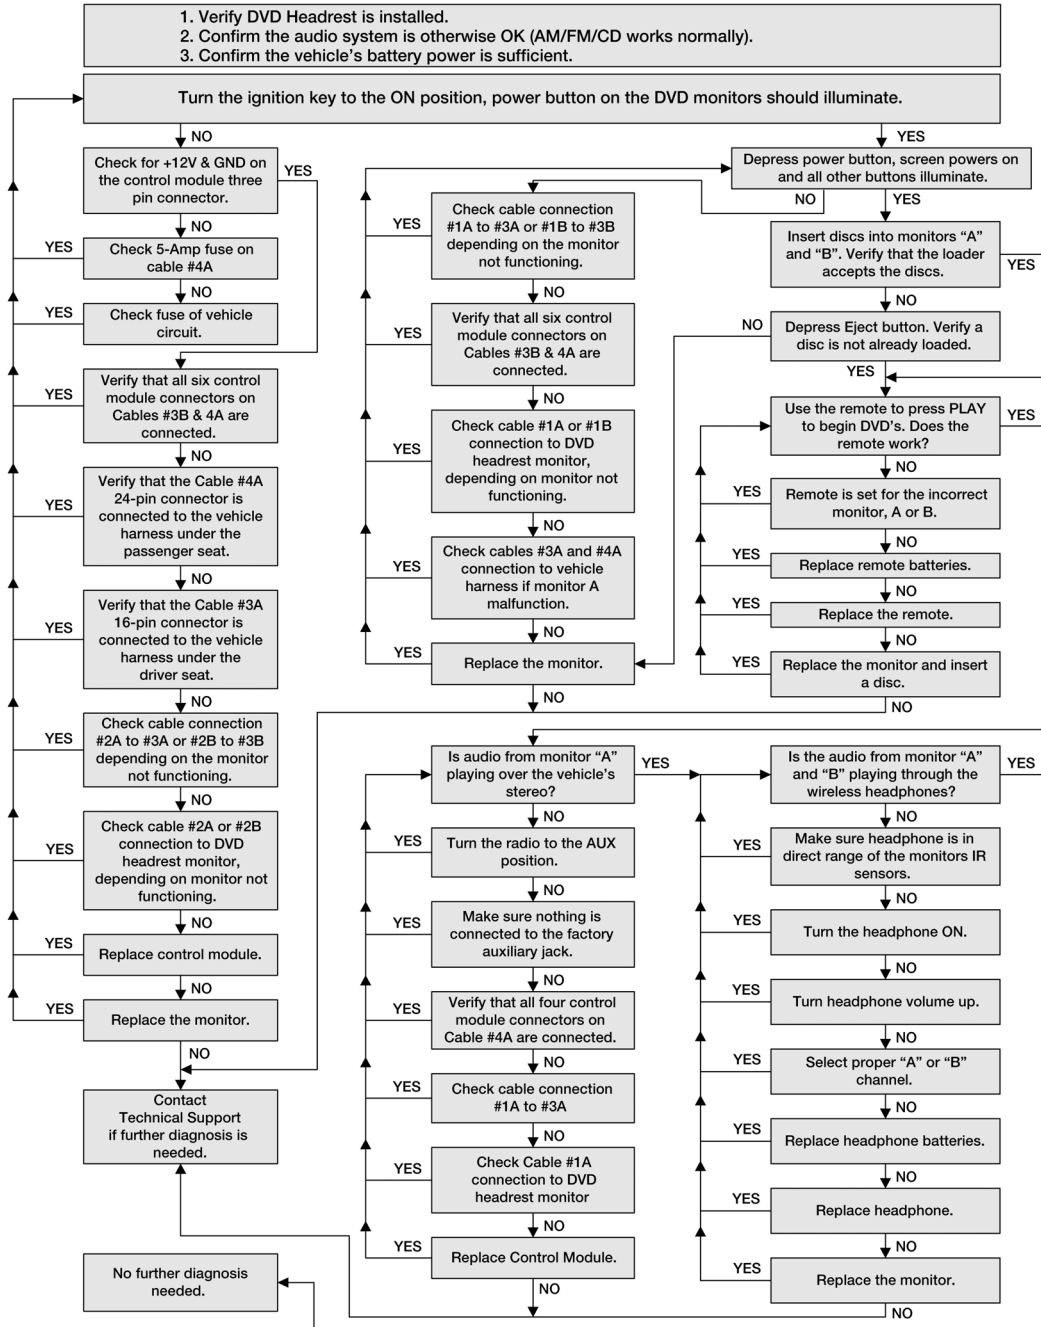 1. Verify DVD Headrest is installed.
2. Confirm the audio system is otherwise OK (AM/FM/CD works normally).
3. Confirm the vehicle's battery power is sufficient.
Turn the ignition key to the ON position, power button on the DVD monitors should illuminate.
NO
Check for +12V & GND on
the control module three
pin connector.
YES
NO
Check 5-Amp fuse on
cable #4A
YES
NO
Check fuse of vehicle
circuit.
YES
Verify that all six control
module connectors on
Cables #3B & 4A are
connected.
YES
NO
Verify that the Cable #4A
24-pin connector is
connected to the vehicle
harness under the
passenger seat.
YES
NO
Verify that the Cable #3A
16-pin connector is
connected to the vehicle
harness under the
driver seat.
YES
NO
Check cable connection
#2A to #3A or #2B to #3B
depending on the monitor
not functioning.
YES
NO
Check cable #2A or #2B
connection to DVD
headrest monitor,
depending on monitor not
functioning.
YES
NO
Replace control module.
YES
NO
Replace the monitor.
YES
NO
Contact
Technical Support
if further diagnosis is
needed.
No further diagnosis
needed.
YES
Depress power button, screen powers on
and all other buttons illuminate.
NO
YES
Check cable connection
#1A to #3A or #1B to #3B
depending on the monitor
not functioning.
YES
NO
Verify that all six control
module connectors on
Cables #3B & 4A are
connected.
YES
NO
Check cable #1A or #1B
connection to DVD
headrest monitor,
depending on monitor not
functioning.
YES
NO
Check cables #3A and #4A
connection to vehicle
harness if monitor A
malfunction.
YES
NO
Replace the monitor.
YES
NO
Insert discs into monitors “A”
and “B”. Verify that the loader
accepts the discs.
YES
NO
Depress Eject button. Verify a
disc is not already loaded.
NO
YES
Use the remote to press PLAY
to begin DVD's. Does the
remote work?
YES
NO
Remote is set for the incorrect
monitor, A or B.
YES
NO
Replace remote batteries.
YES
NO
Replace the remote.
YES
NO
Replace the monitor and insert
a disc.
YES
NO
Is audio from monitor “A”
playing over the vehicle's
stereo?
YES
NO
Turn the radio to the AUX
position.
YES
NO
Make sure nothing is
connected to the factory
auxiliary jack.
YES
NO
Verify that all four control
module connectors on
Cable #4A are connected.
YES
NO
Check cable connection
#1A to #3A
YES
NO
Check Cable #1A
connection to DVD
headrest monitor
YES
NO
Replace Control Module.
YES
NO
Is the audio from monitor “A”
and “B” playing through the
wireless headphones?
YES
NO
Make sure headphone is in
direct range of the monitors IR
sensors.
YES
NO
Turn the headphone ON.
YES
NO
Turn headphone volume up.
YES
NO
Select proper “A” or “B”
channel.
YES
NO
Replace headphone batteries.
YES
NO
Replace headphone.
YES
NO
Replace the monitor.
YES
NO